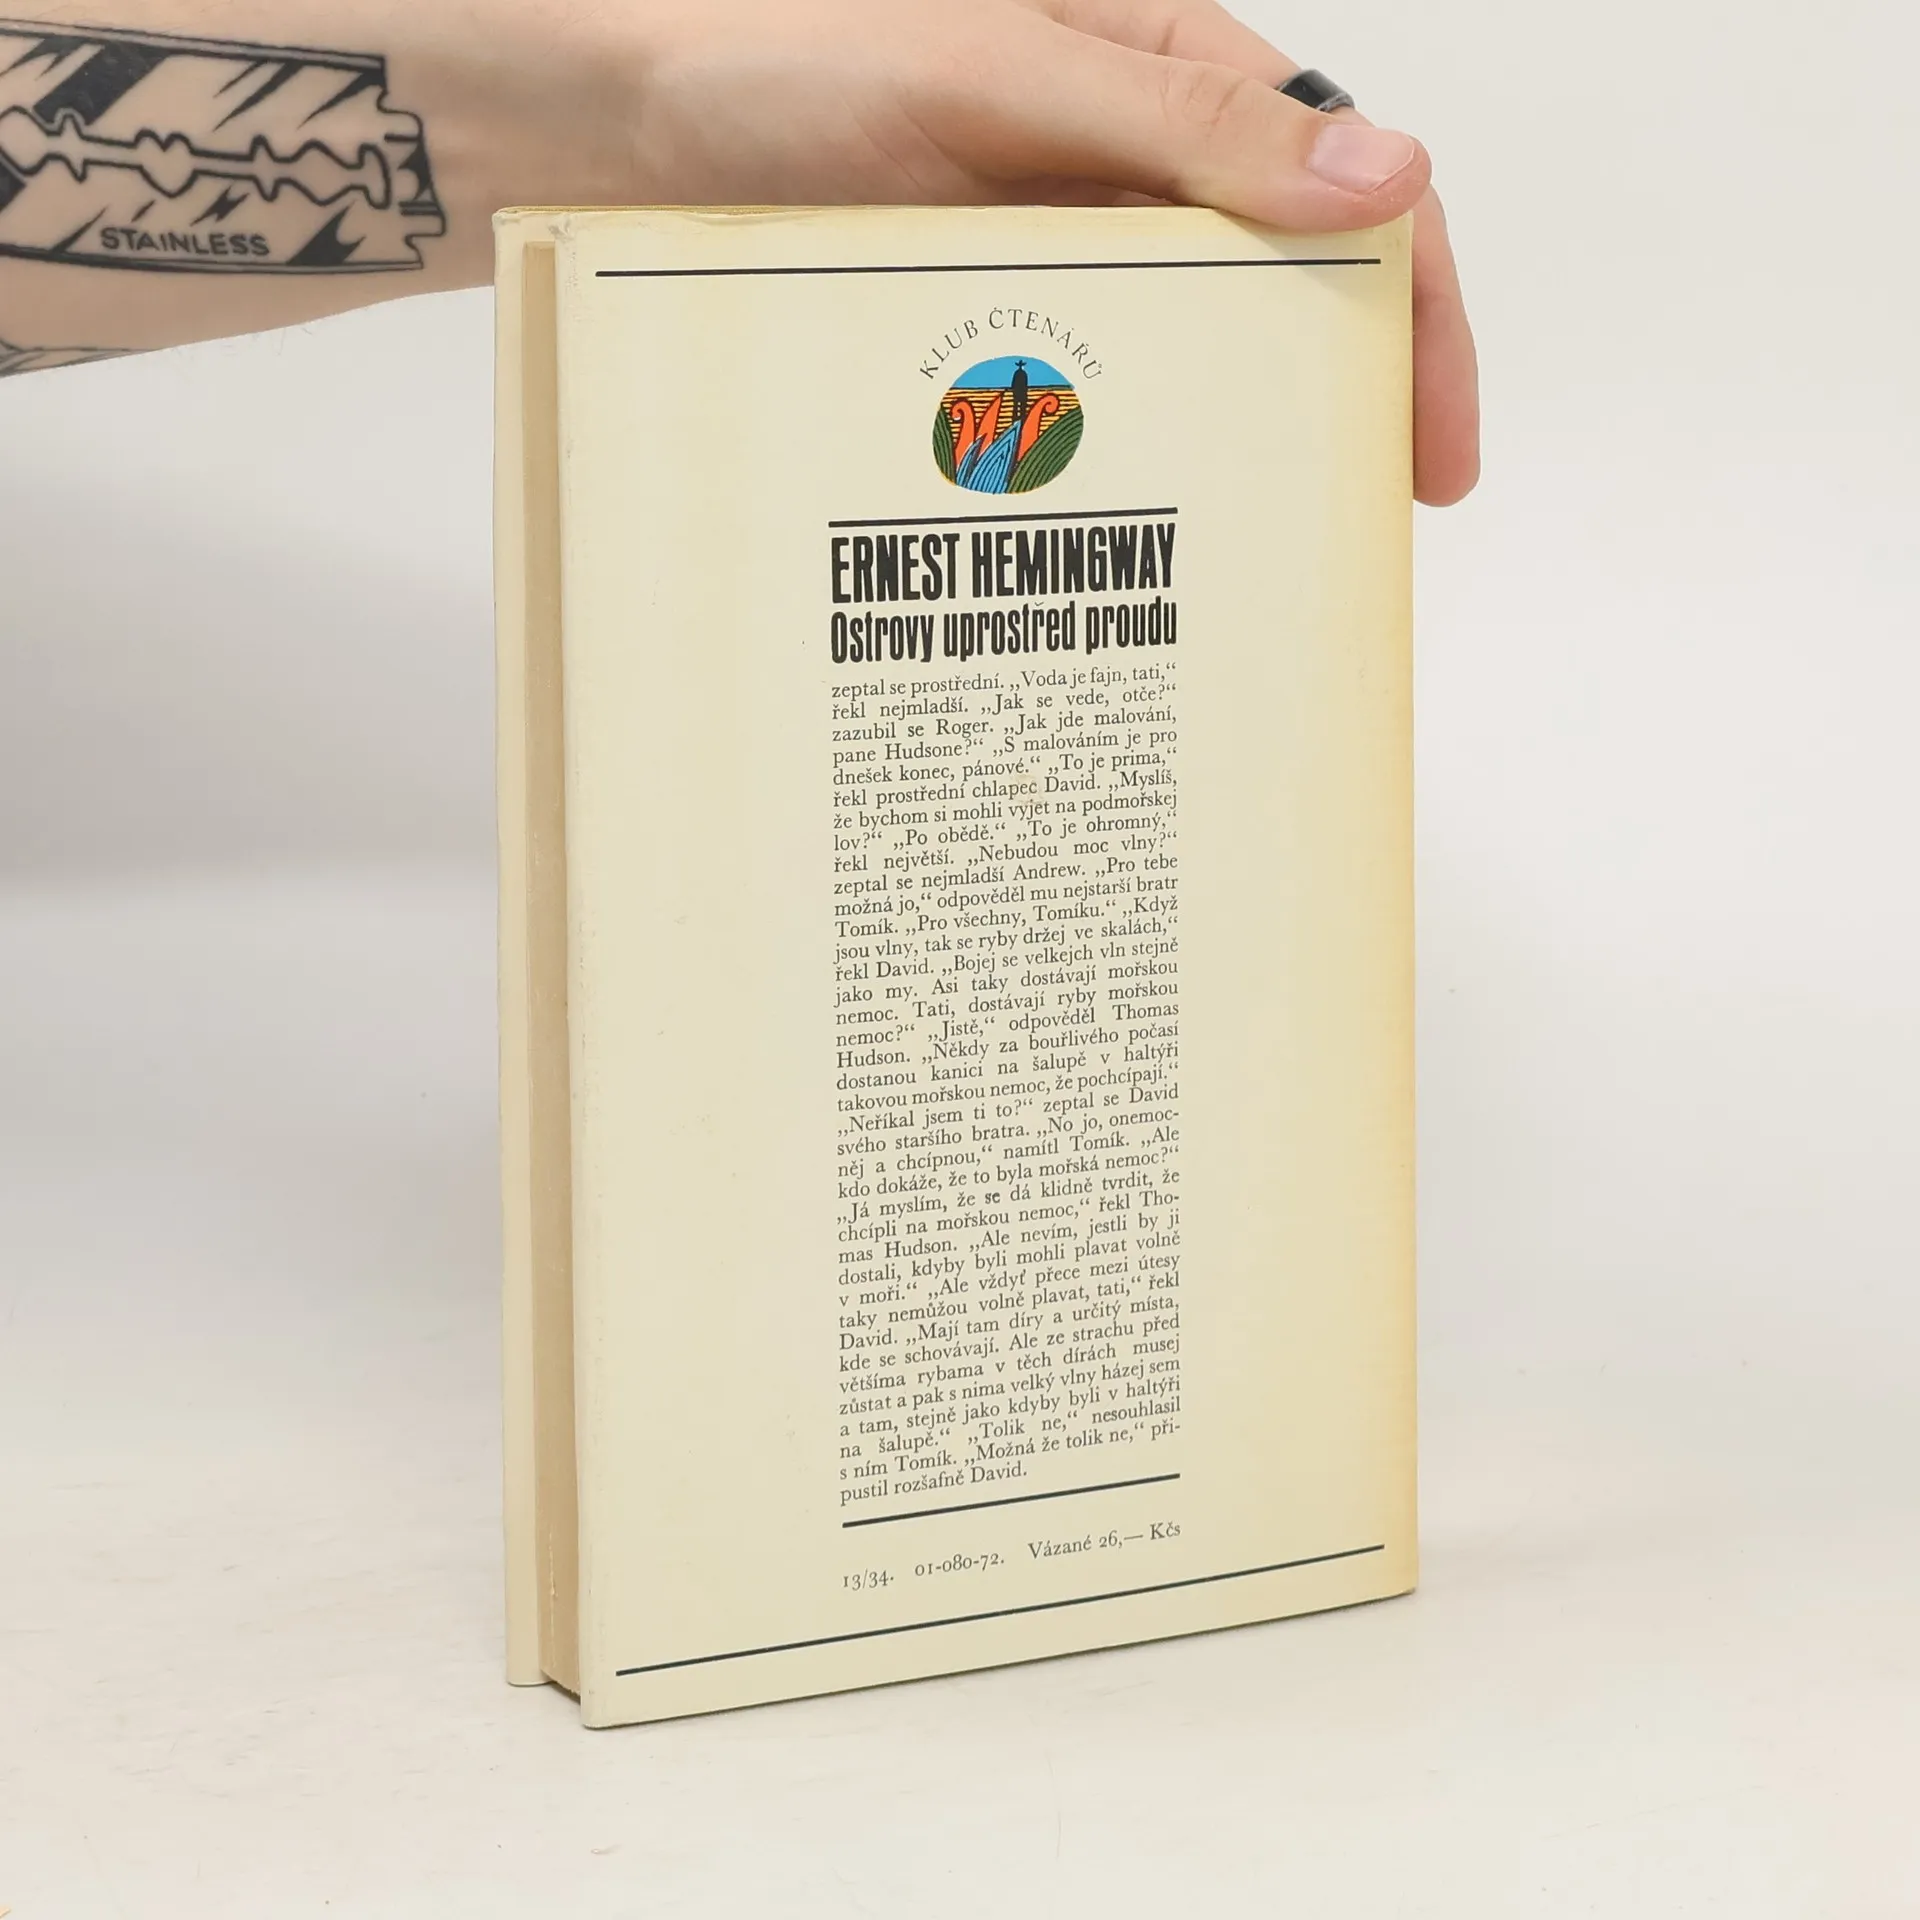 STAINLESS
KLUB ČTENÁŘŮ
ERNEST HEMINGWAY
Ostrovy uprostřed proudu
zeptal se prostřední. „Voda je fajn, tati,“
řekl nejmladší. „Jak se vede, otče?“
zazubil se Roger. „Jak jde malování,
pane Hudsone?“ „S malováním je pro
dnešek konec, pánové.“ „To je prima,“
řekl prostřední chlapec David. „Myslíš,
že bychom si mohli vyjet na podmořskej
lov?“ „Po obědě.“ „To je ohromný,“
řekl největší. „Nebudou moc vlny?“
zeptal se nejmladší Andrew. „Pro tebe
možná jo,“ odpověděl mu nejstarší bratr
Tomík. „Pro všechny, Tomíku.“ „Když
jsou vlny, tak se ryby držej ve skalách,“
řekl David. „Bojej se velkejch vln stejně
jako my. Asi taky dostávají mořskou
nemoc. Tati, dostávají ryby mořskou
nemoc?“ „Jistě,“ odpověděl Thomas
Hudson. „Někdy za bouřlivého počasí
dostanou kanici na šalupě v haltýři
takovou mořskou nemoc, že pochcípají.“
„Neříkal jsem ti to?“ zeptal se David
svého staršího bratra. „No jo, onemoc-
něj a chcípnou,“ namítl Tomík. „Ale
kdo dokáže, že to byla mořská nemoc?“
„Já myslím, že se dá klidně tvrdit, že
chcípli na mořskou nemoc,“ řekl Tho-
mas Hudson. „Ale nevím, jestli by ji
dostali, kdyby byli mohli plavat volně
v moři.“ „Ale vždyť přece mezi útesy
taky nemůžou volně plavat, tati,“ řekl
David. „Mají tam díry a určitý místa,
kde se schovávají. Ale ze strachu před
většíma rybama v těch dírách musej
zůstat a pak s nima velký vlny házej sem
a tam, stejně jako kdyby byli v haltýři
na šalupě.“ „Tolik ne,“ nesouhlasil
s ním Tomík. „Možná že tolik ne,“ při-
pustil rozšafně David.
13/34. 01-080-72. Vázané 26,— Kčs